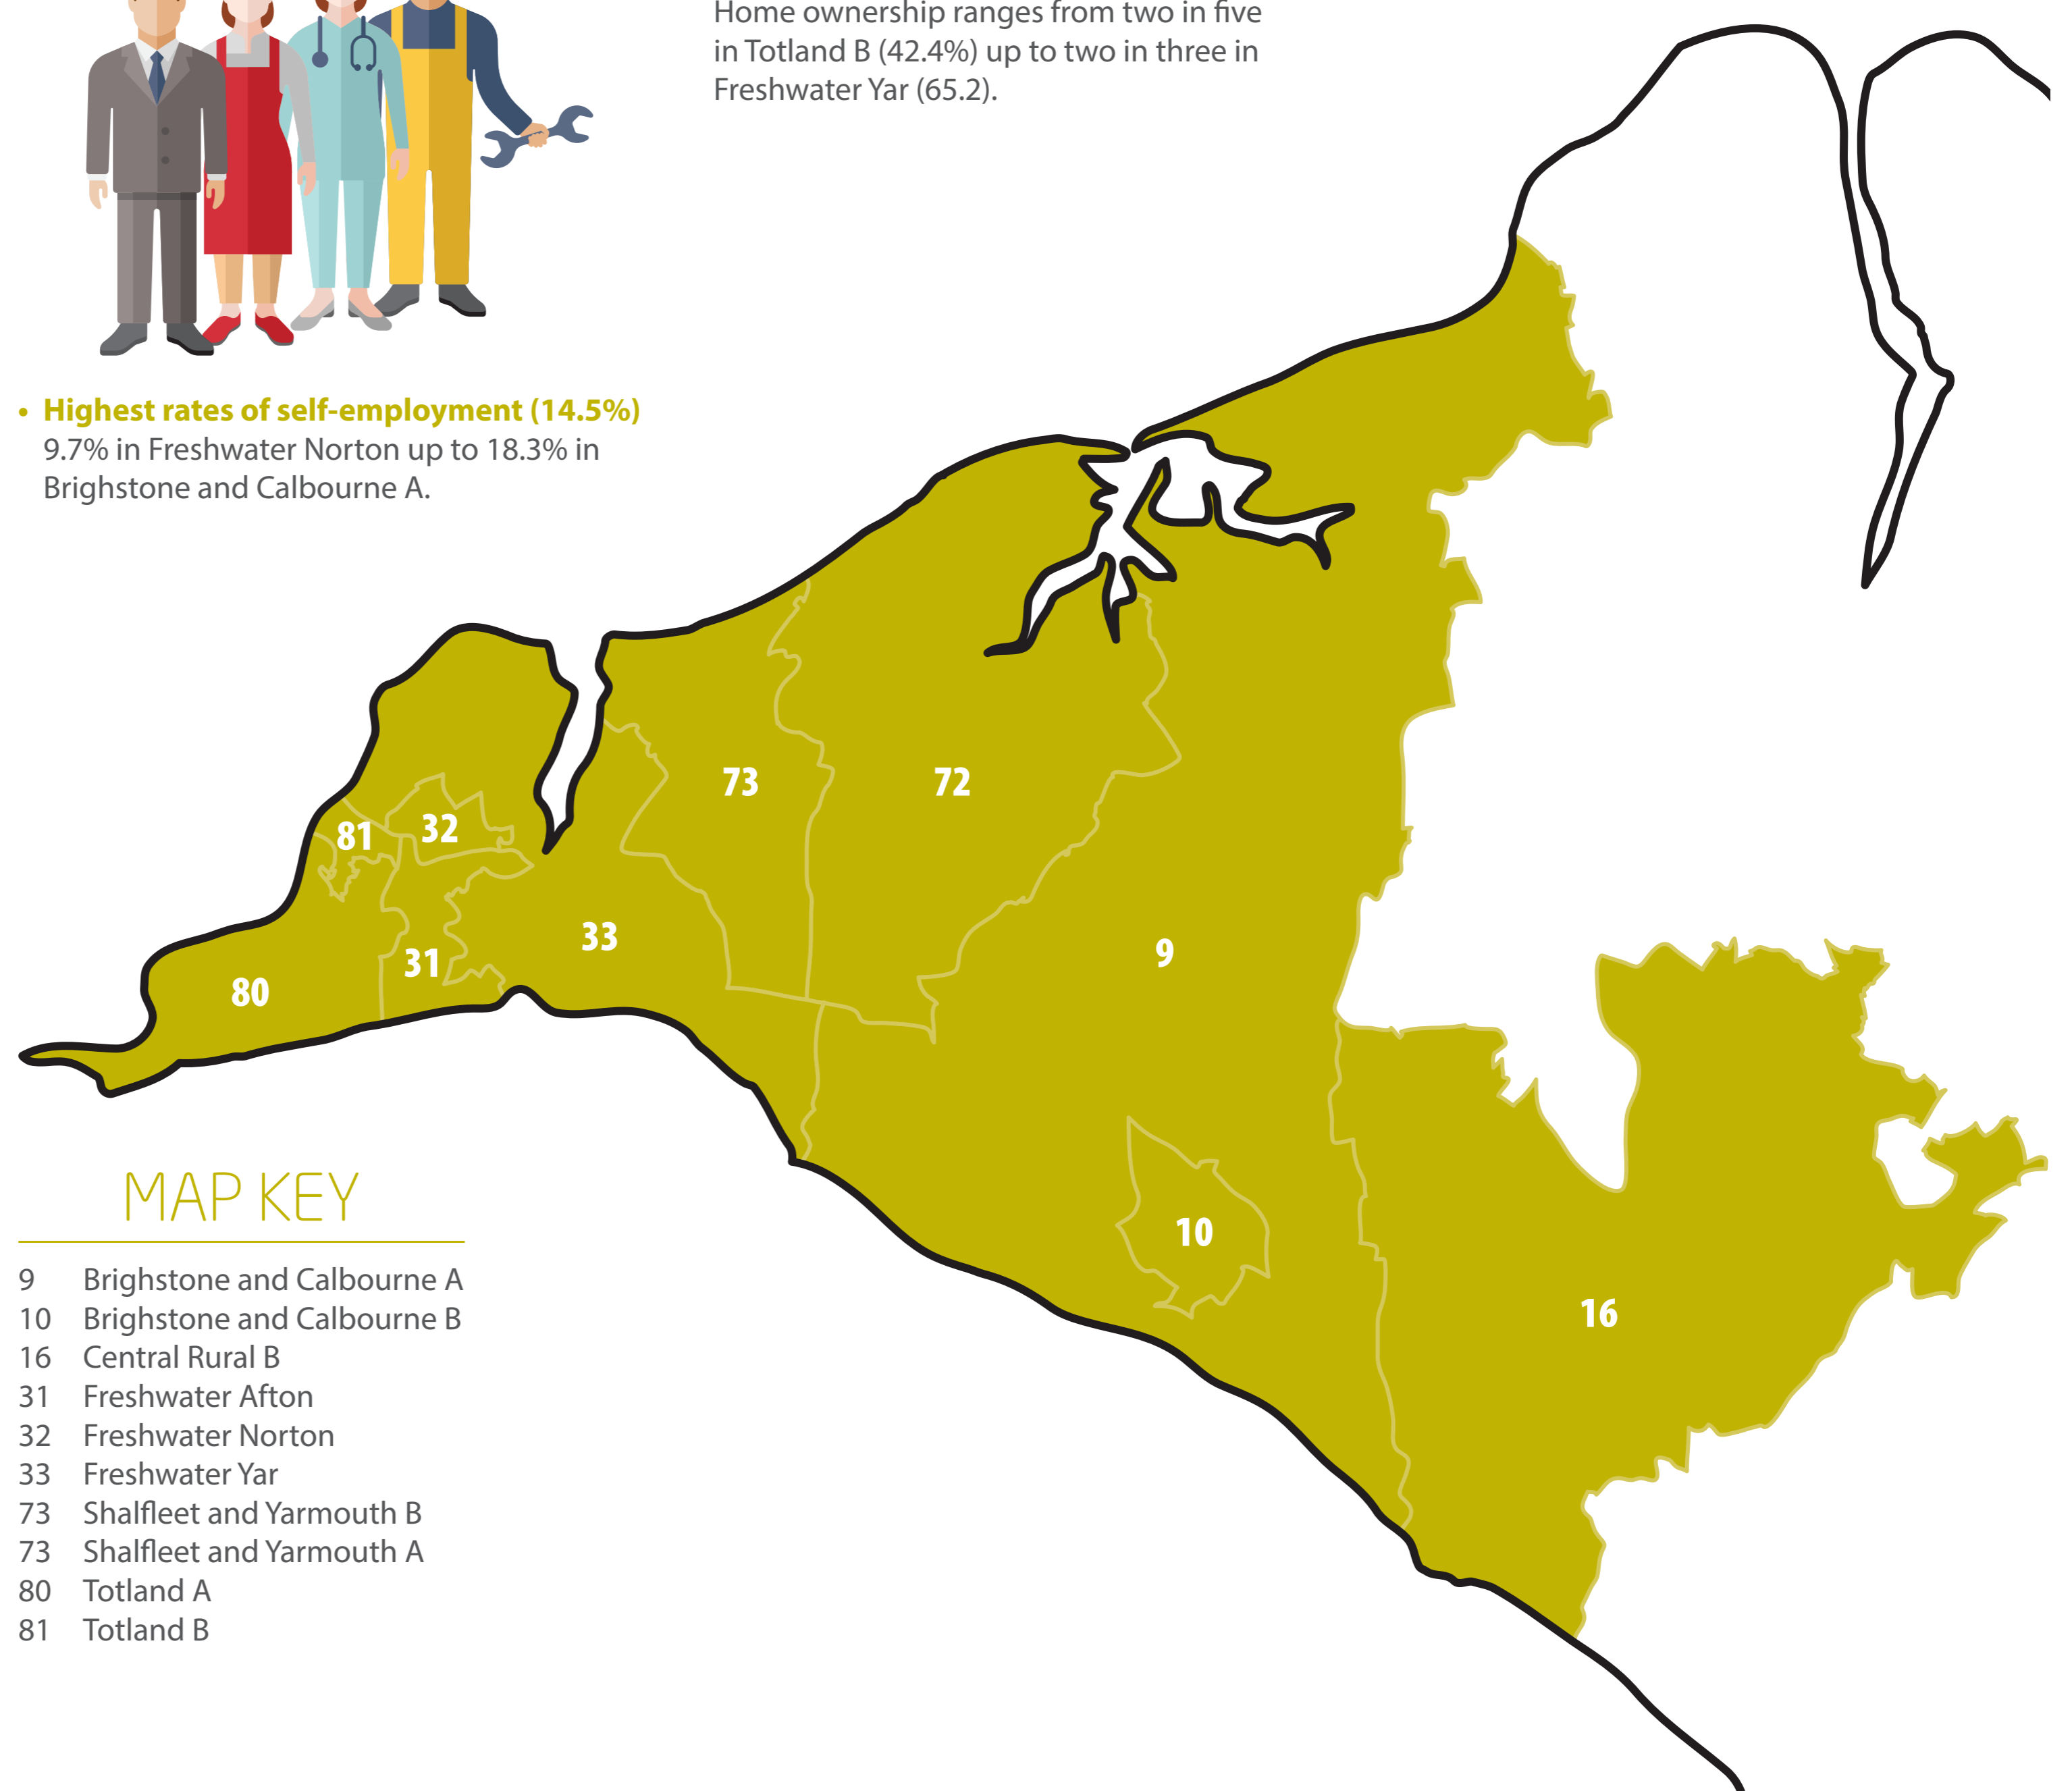 Home ownership ranges from two in five
in Totland B (42.4%) up to two in three in
Freshwater Yar (65.2).
• Highest rates of self-employment (14.5%)
9.7% in Freshwater Norton up to 18.3% in
Brighstone and Calbourne A.
73
72
81
32
33
31
9
80
10
16
MAP KEY
9 Brighstone and Calbourne A
10 Brighstone and Calbourne B
16 Central Rural B
31 Freshwater Afton
32 Freshwater Norton
33 Freshwater Yar
73 Shalfleet and Yarmouth B
73 Shalfleet and Yarmouth A
80 Totland A
81 Totland B